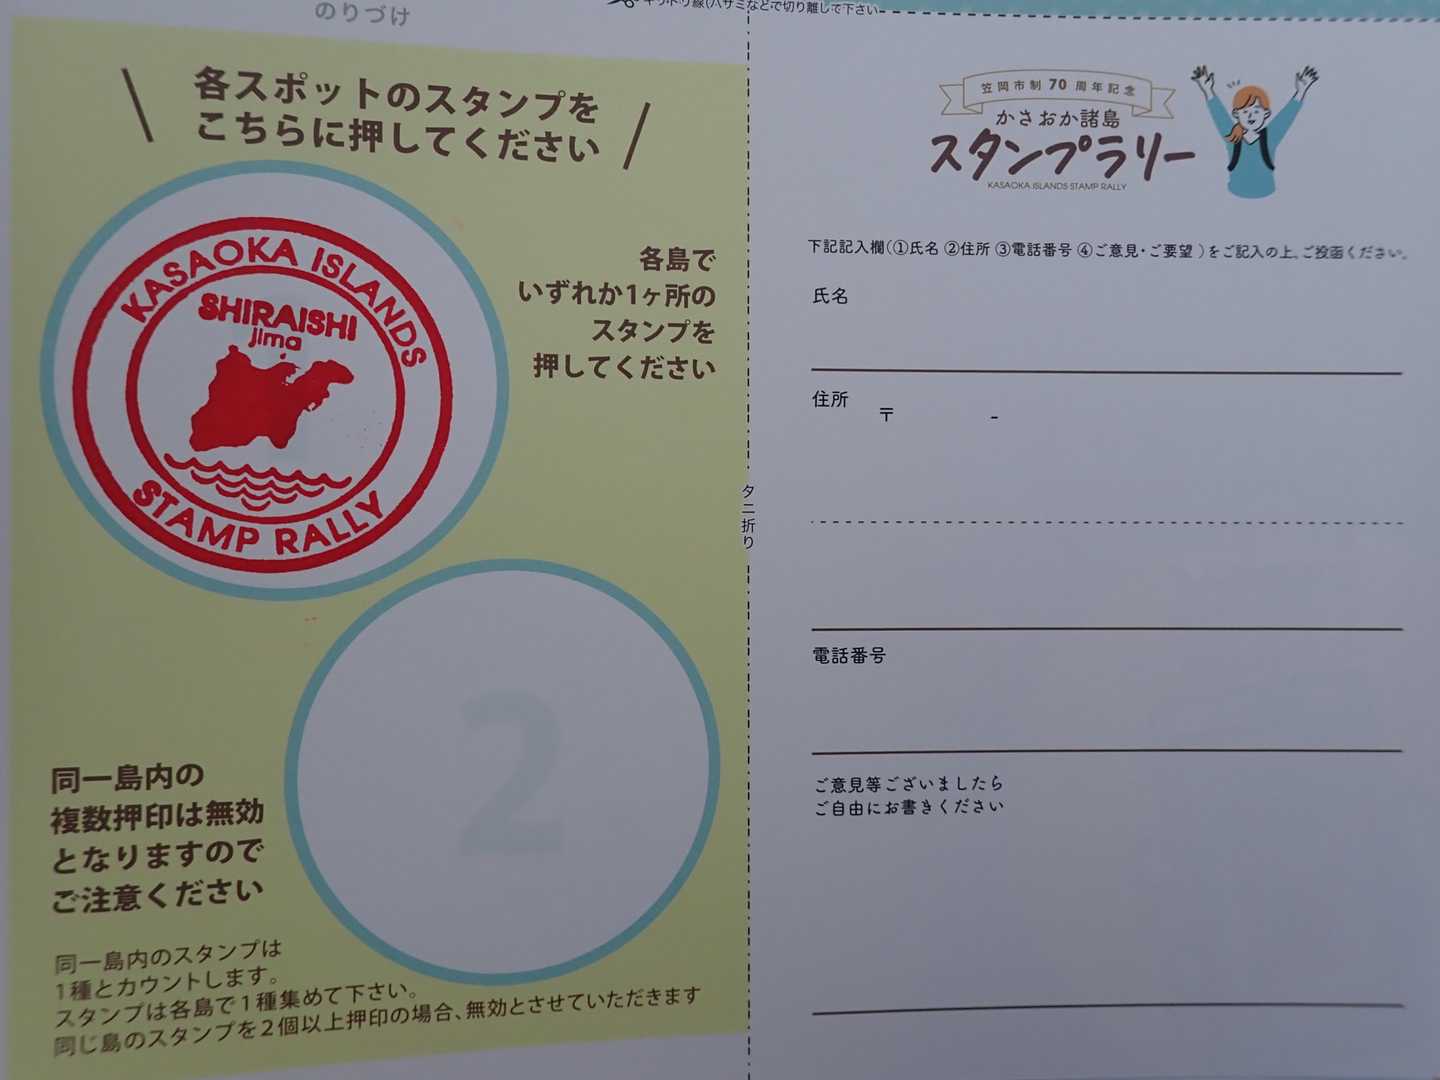 のりづけ
キリトリ線(ハサミなどで切り離して下さい
各スポットのスタンプを
こちらに押してください
KASAOKA ISLANDS
SHIRAISHI
jima
STAMP RALLY
各島で
いずれか1ヶ所の
スタンプを
押してください
2
同一島内の
複数押印は無効
となりますので
ご注意ください
同一島内のスタンプは
1種とカウントします。
スタンプは各島で1種集めて下さい。
同じ島のスタンプを2個以上押印の場合、無効とさせていただきます
タニ折り
笠岡市制70周年記念
かさおか諸島
スタンプラリー
KASAOKA ISLANDS STAMP RALLY
下記記入欄(①氏名 ②住所 ③電話番号 ④ご意見・ご要望 )をご記入の上、ご投函ください。
氏名
住所
〒 -
電話番号
ご意見等ございましたら
ご自由にお書きください